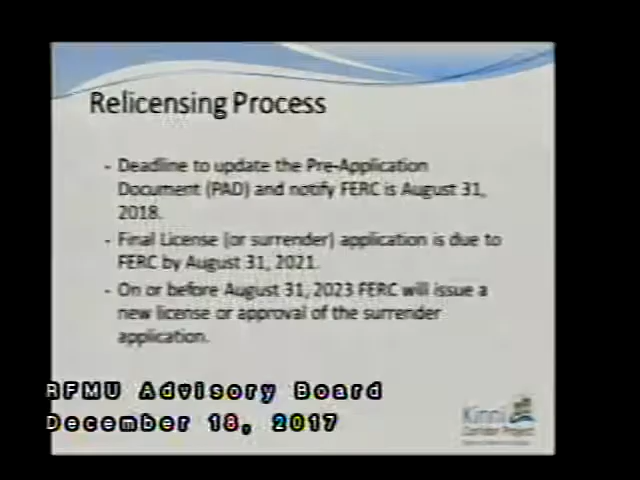 Relicensing Process
- Deadline to update the Pre-Application
Document (PAD) and notify FERC is August 31,
2018.
- Final License (or surrender) application is due to
FERC by August 31, 2021.
- On or before August 31, 2023 FERC will issue a
new license or approval of the surrender
application.
RFMU Advisory Board
December 18, 2017
Kinni
Corridor Project